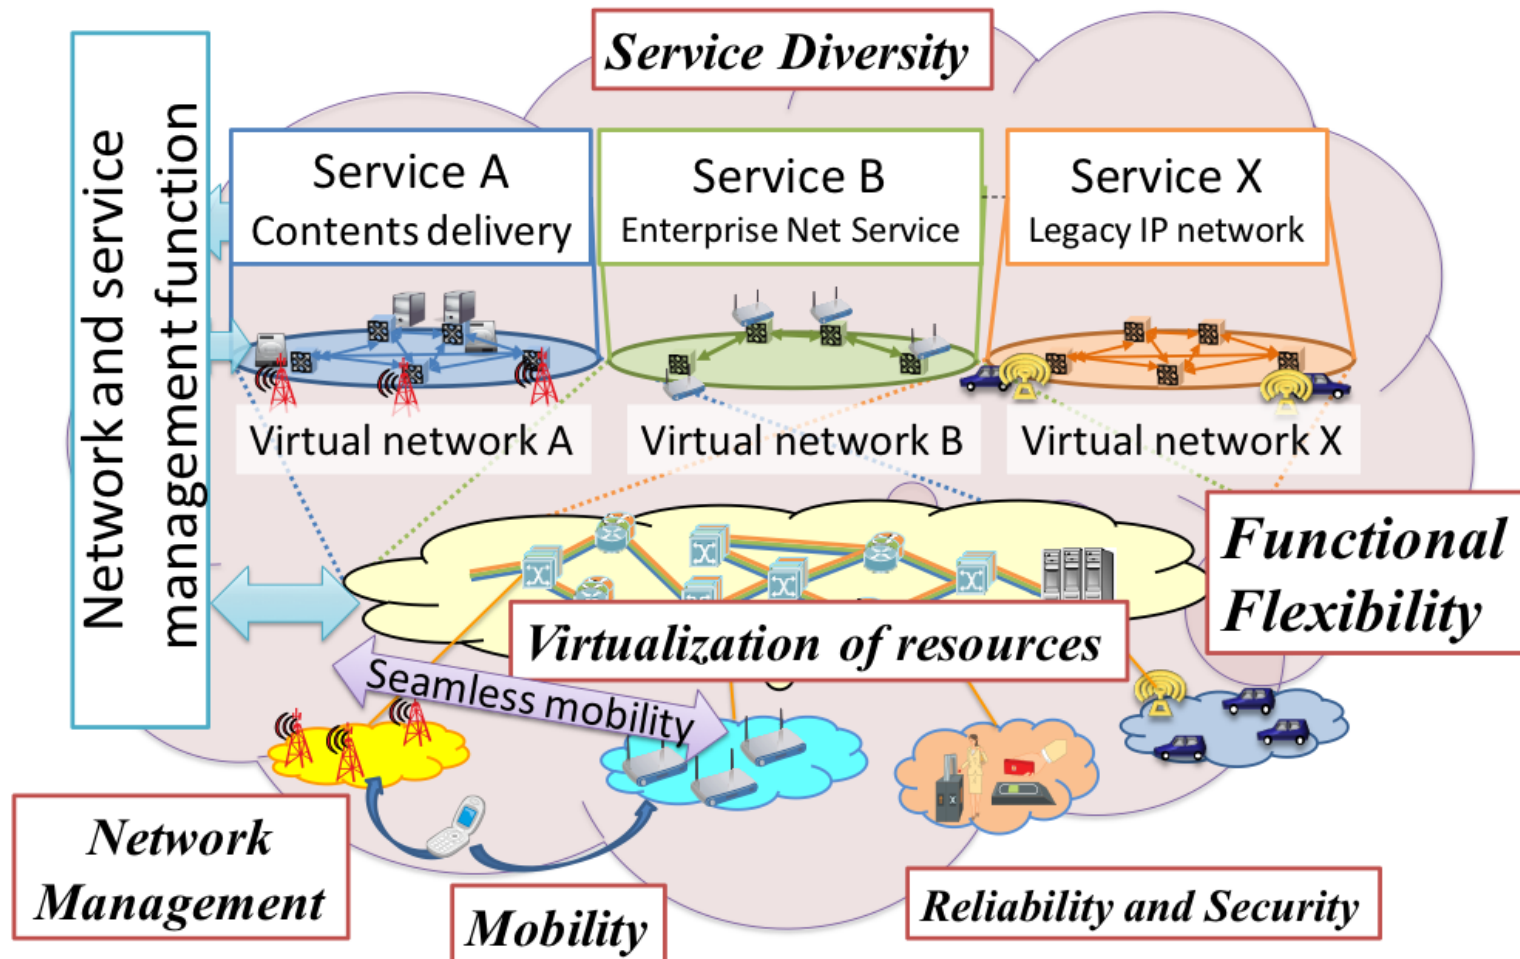 Service Diversity
Network and service
management function
Service A
Contents delivery
Service B
Enterprise Net Service
Service X
Legacy IP network
Virtual network A
Virtual network B
Virtual network X
Functional
Flexibility
Virtualization of resources
Seamless mobility
Network
Management
Mobility
Reliability and Security